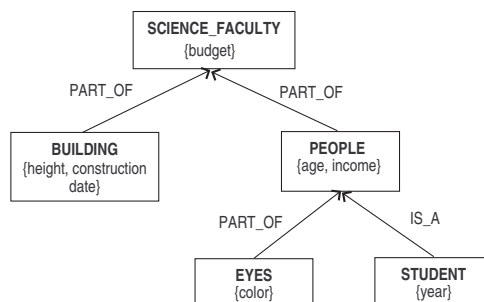 SCIENCE_FACULTY
{budget}
PART_OF
PART_OF
BUILDING
{height, construction
date}
PEOPLE
{age, income}
PART_OF
IS_A
EYES
{color}
STUDENT
{year}